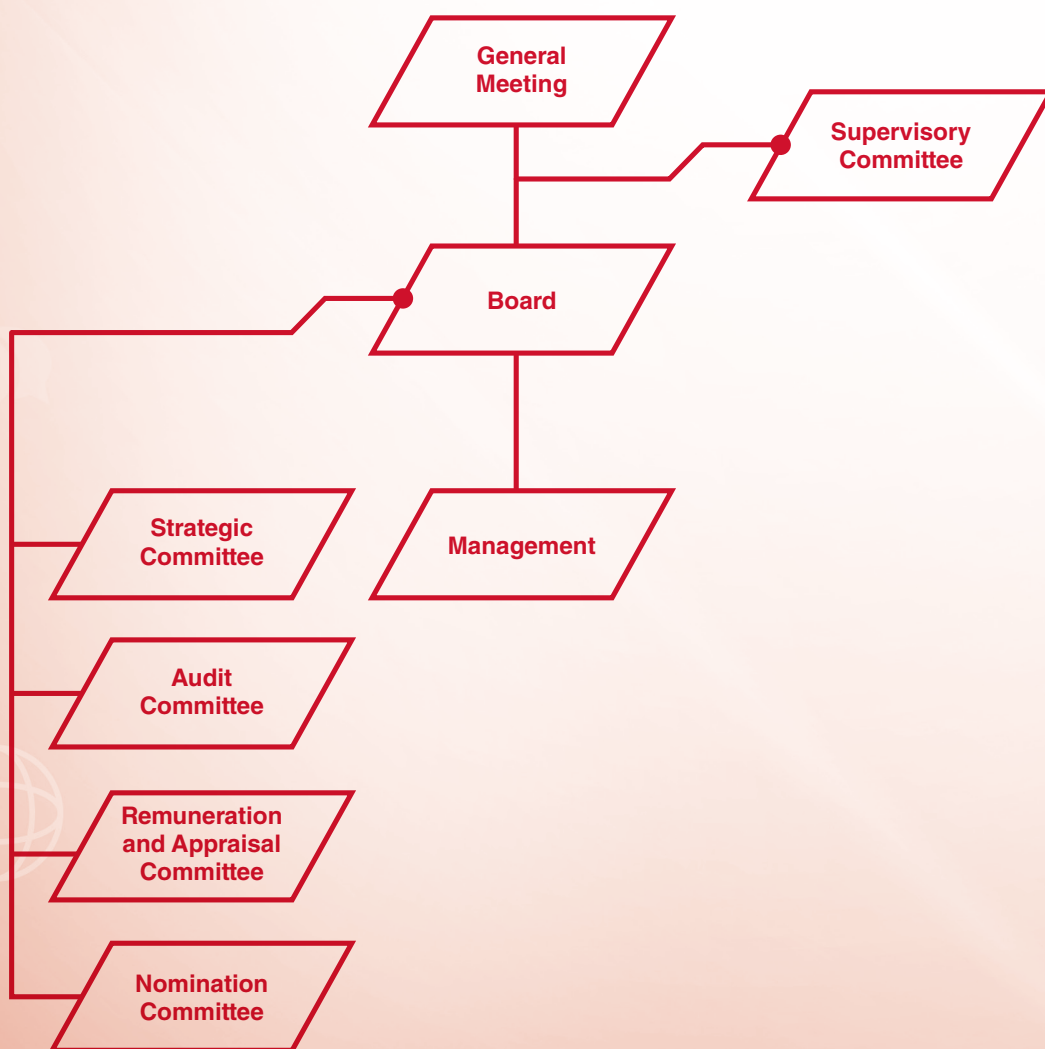 General
Meeting
Supervisory
Committee
Board
Strategic
Committee
Management
Audit
Committee
Remuneration
and Appraisal
Committee
Nomination
Committee